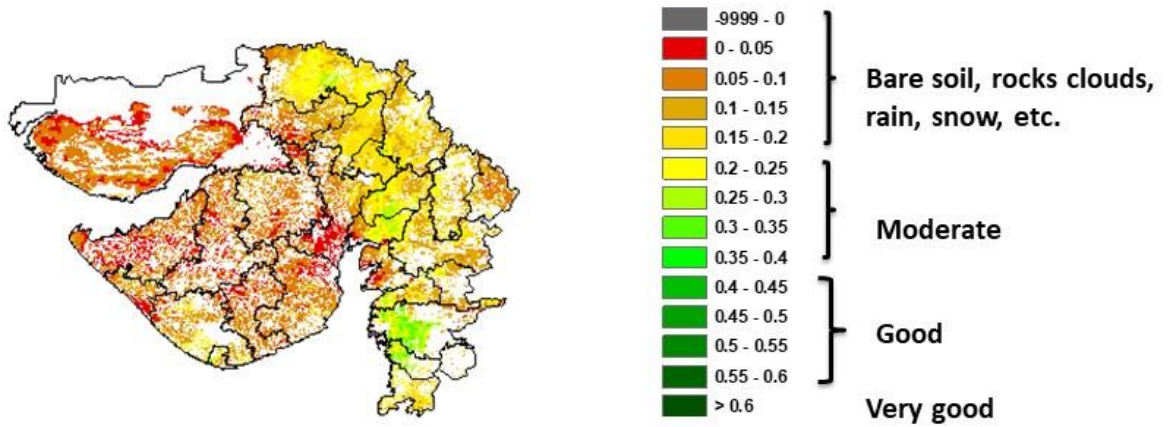 -9999 - 0
0 - 0.05
0.05 - 0.1
0.1 - 0.15
0.15 - 0.2
0.2 - 0.25
0.25 - 0.3
0.3 - 0.35
0.35 - 0.4
0.4 - 0.45
0.45 - 0.5
0.5 - 0.55
0.55 - 0.6
> 0.6
Bare soil, rocks clouds,
rain, snow, etc.
Moderate
Good
Very good